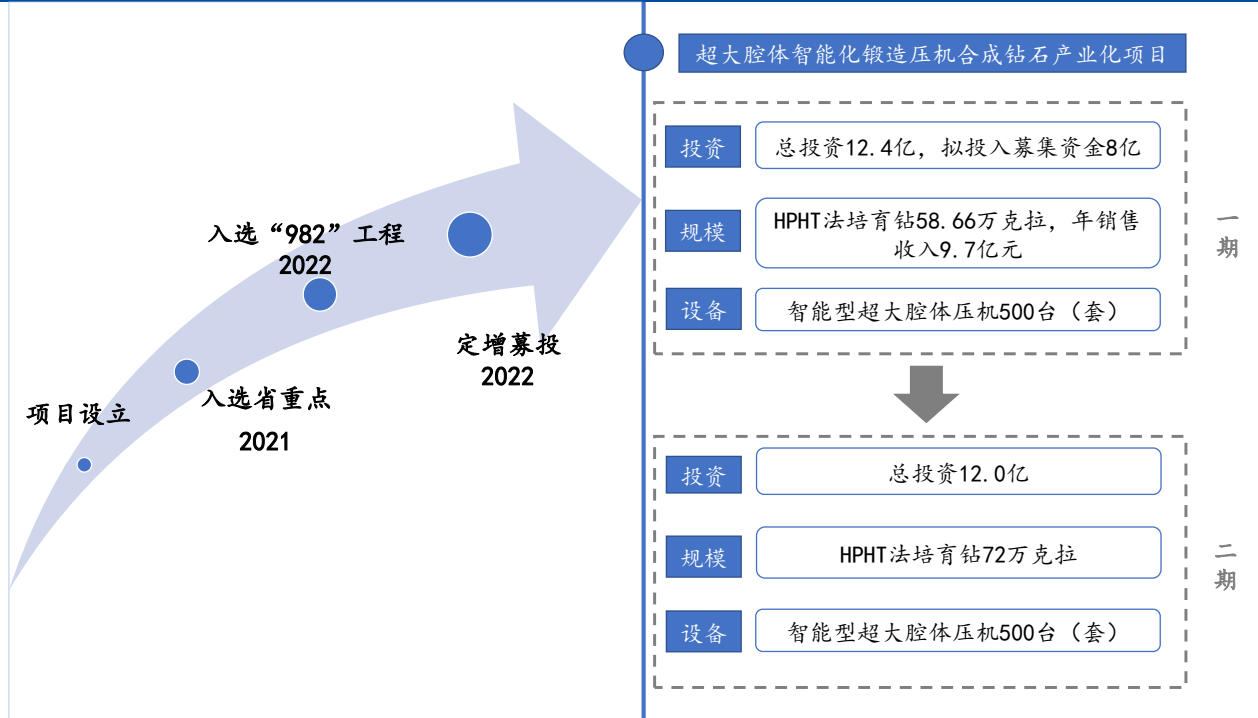 项目设立
入选省重点
2021
入选“982”工程
2022
定增募投
2022
超大腔体智能化锻造压机合成钻石产业化项目
投资
总投资12.4亿，拟投入募集资金8亿
规模
HPHT法培育钻58.66万克拉，年销售
收入9.7亿元
设备
智能型超大腔体压机500台（套）
一
期
投资
总投资12.0亿
规模
HPHT法培育钻72万克拉
设备
智能型超大腔体压机500台（套）
二
期